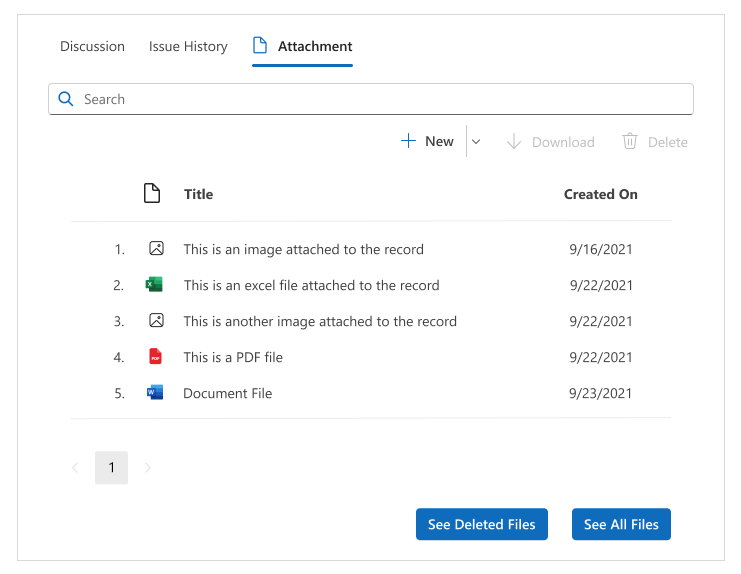 Discussion Issue History Attachment
Search
New Download Delete
Title Created On
1. This is an image attached to the record 9/16/2021
2. This is an excel file attached to the record 9/22/2021
3. This is another image attached to the record 9/22/2021
4. PDF This is a PDF file 9/22/2021
5. W Document File 9/23/2021
1
See Deleted Files See All Files